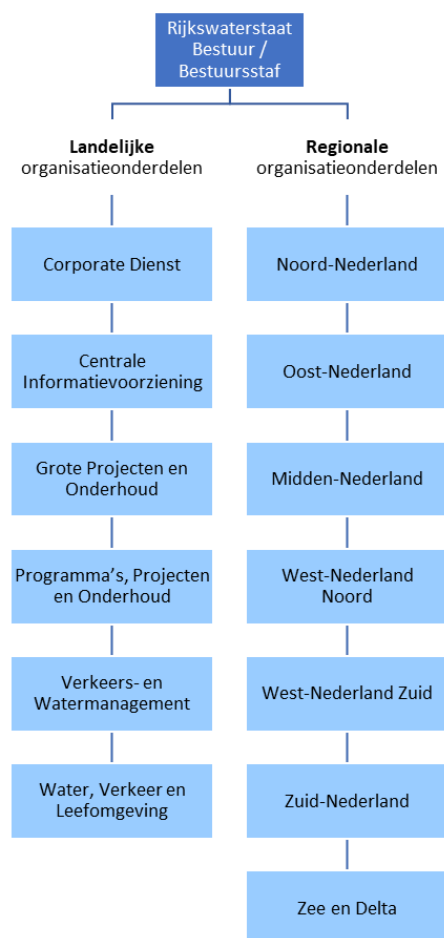 Rijkswaterstaat
Bestuur /
Bestuursstaf
Landelijke
organisatieonderdelen
Corporate Dienst
Centrale
Informatievoorziening
Grote Projecten en
Onderhoud
Programma's, Projecten
en Onderhoud
Verkeers- en
Watermanagement
Water, Verkeer en
Leefomgeving
Regionale
organisatieonderdelen
Noord-Nederland
Oost-Nederland
Midden-Nederland
West-Nederland
Noord
West-Nederland Zuid
Zuid-Nederland
Zee en Delta